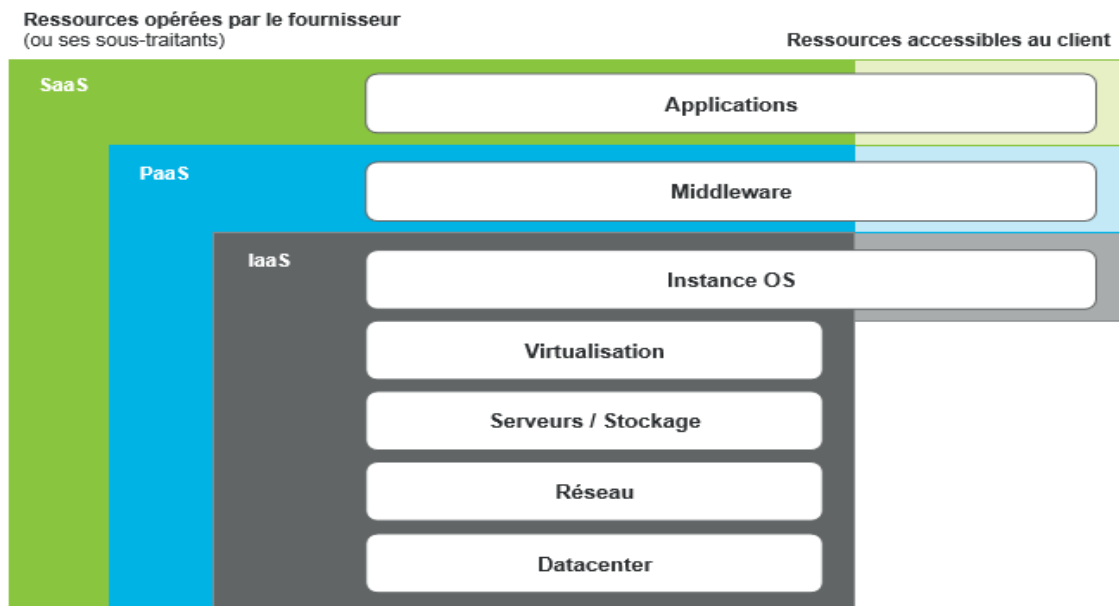 Ressources opérées par le fournisseur
(ou ses sous-traitants)
Ressources accessibles au client
SaaS
Applications
PaaS
Middleware
IaaS
Instance OS
Virtualisation
Serveurs / Stockage
Réseau
Datacenter